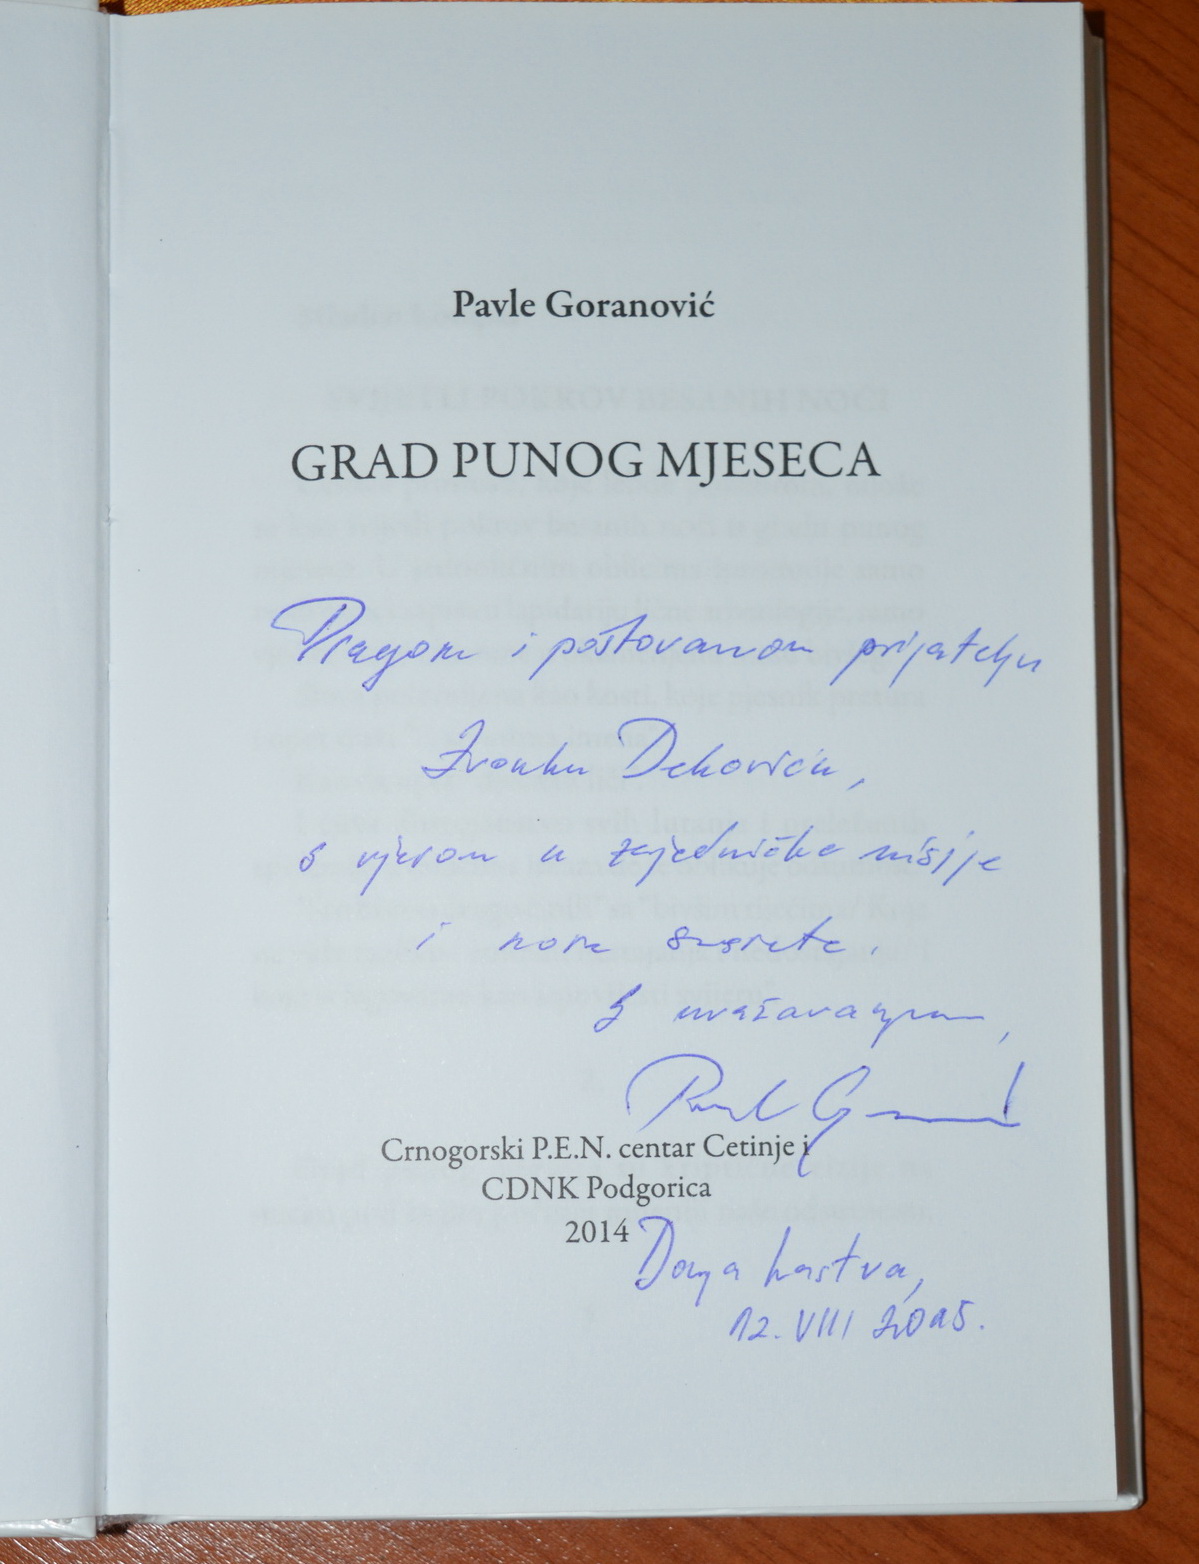 Pavle Goranović
GRAD PUNOG MJESECA
Dragom i poštovanom prijatelju
Zvonku Dekoviću,
s vjerom u zajedničke misije
i nove susrete.
S uvažavanjem,
Crnogorski P.E.N. centar Cetinje i
CDNK Podgorica
2014
Donja Lastva,
12. VIII 2015.